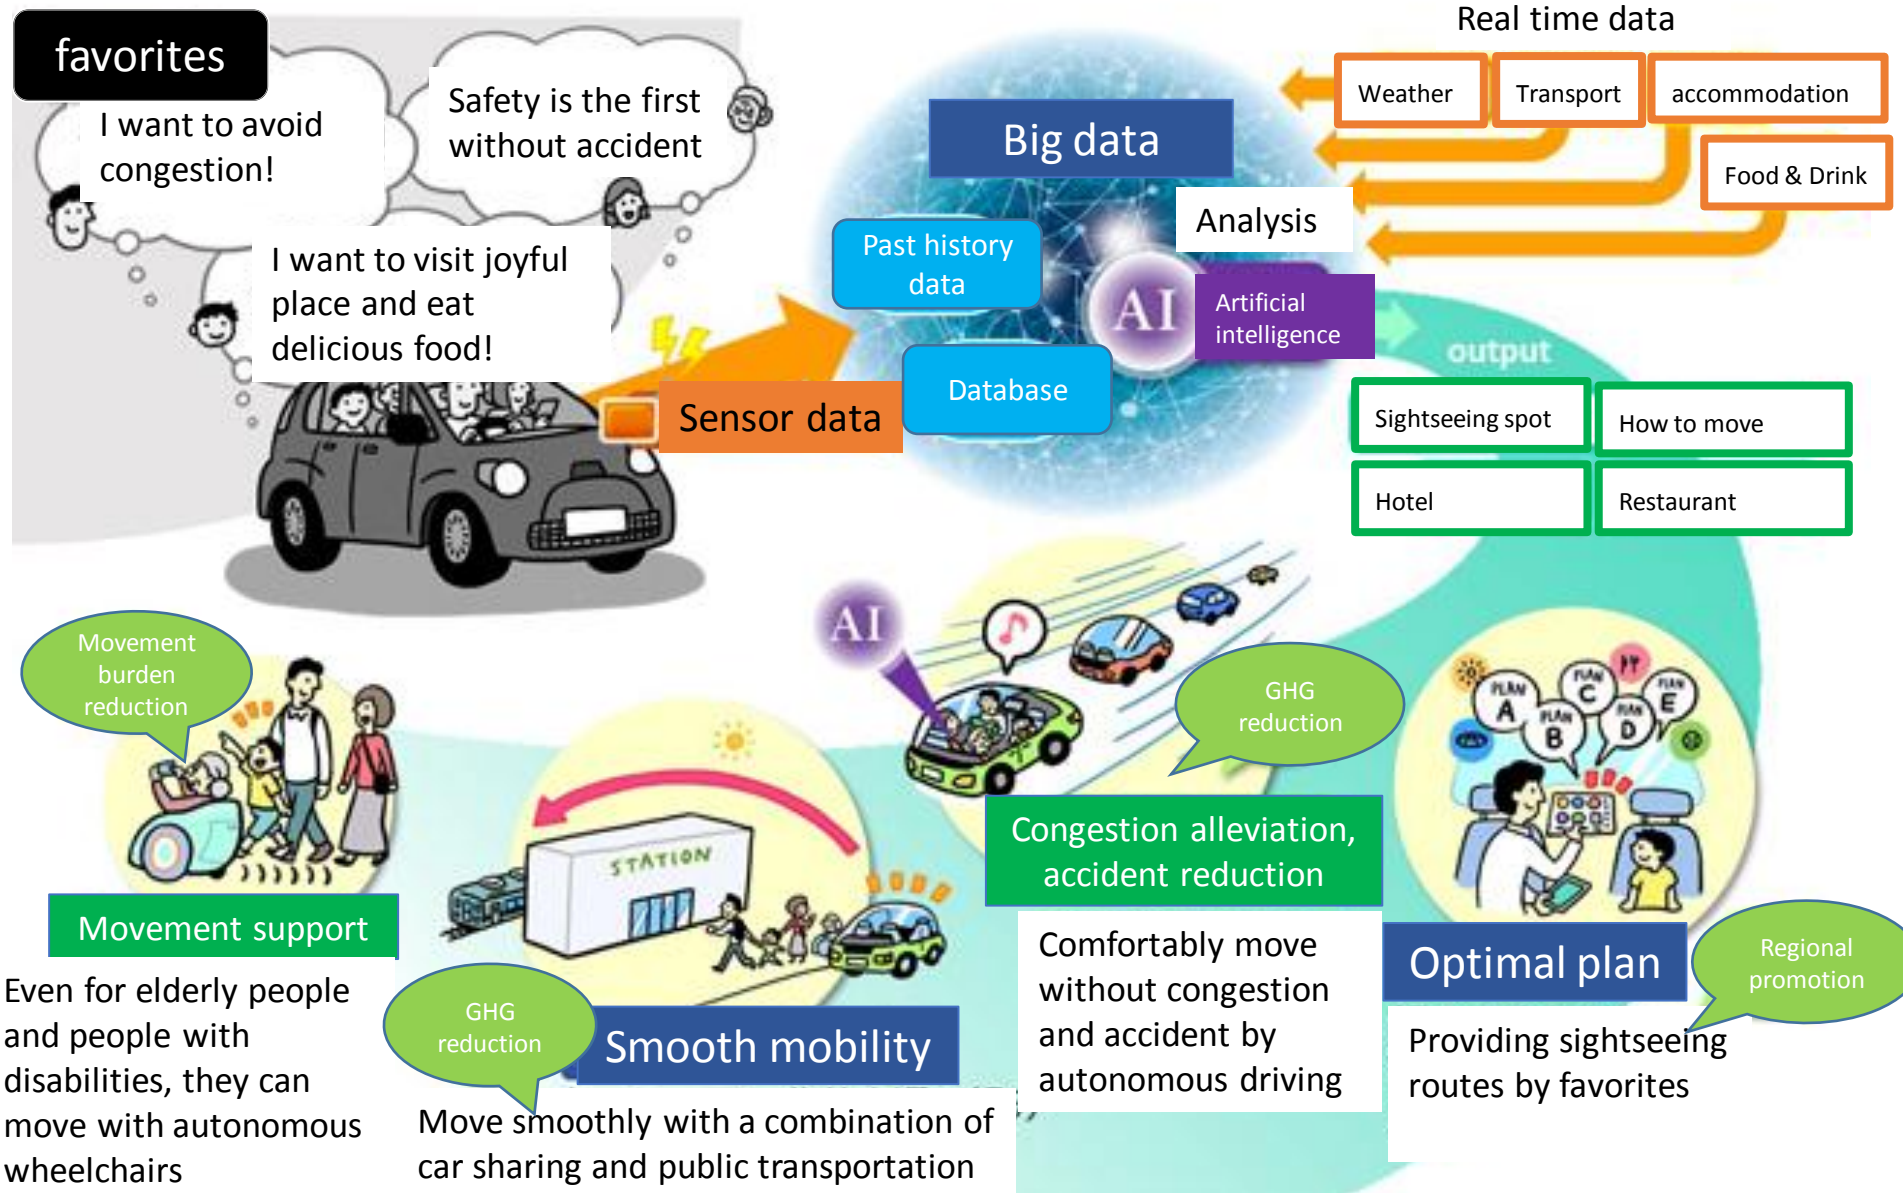 favorites
I want to avoid
congestion!
Safety is the first
without accident
I want to visit joyful
place and eat
delicious food!
Sensor data
Big data
Past history
data
Database
Analysis
AI
Artificial
intelligence
Real time data
Weather
Transport
accommodation
Food & Drink
output
Sightseeing spot
How to move
Hotel
Restaurant
Movement
burden
reduction
Movement support
Even for elderly people
and people with
disabilities, they can
move with autonomous
wheelchairs
STATION
GHG
reduction
Smooth mobility
Move smoothly with a combination of
car sharing and public transportation
AI
GHG
reduction
Congestion alleviation,
accident reduction
Comfortably move
without congestion
and accident by
autonomous driving
PLAN
A
PLAN
B
PLAN
C
PLAN
D
PLAN
E
Optimal plan
Regional
promotion
Providing sightseeing
routes by favorites